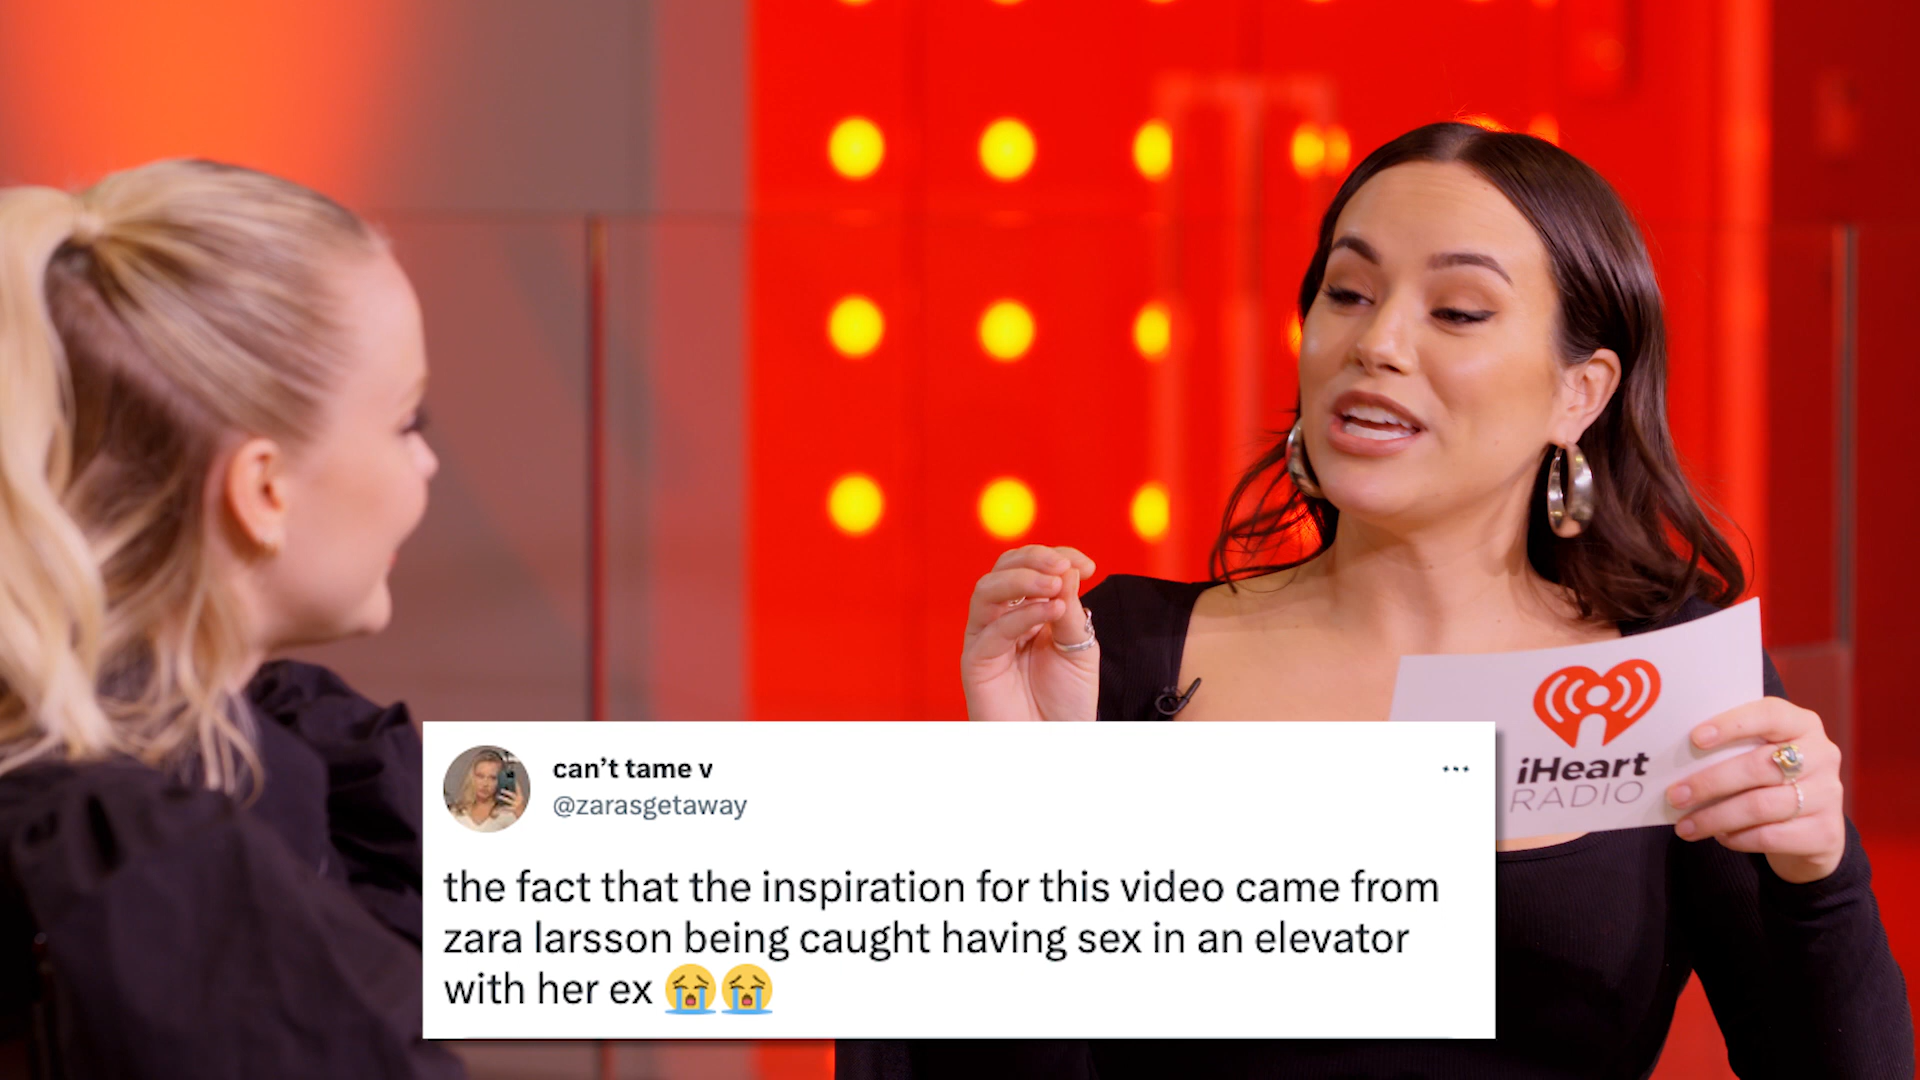 can't tame v
@zarasgetaway
the fact that the inspiration for this video came from
zara larsson being caught having sex in an elevator
with her ex 😭😭
iHeart
RADIO